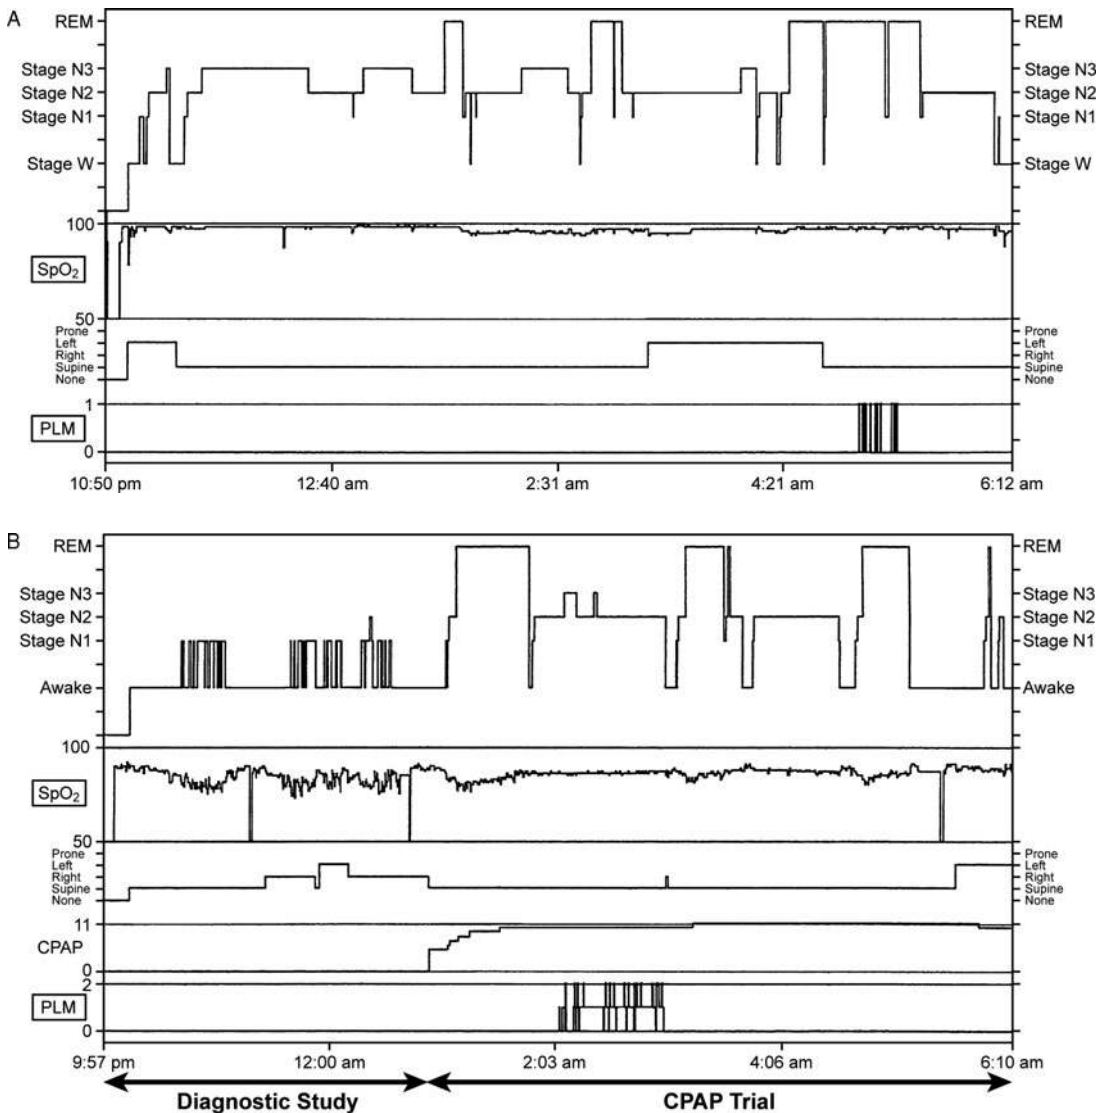 A
REM REM
Stage N3 Stage N3
Stage N2 Stage N2
Stage N1 Stage N1
Stage W Stage W
100
SpO₂
50
Prone Prone
Left Left
Right Right
Supine Supine
None None
1
PLM
0
10:50 pm 12:40 am 2:31 am 4:21 am 6:12 am
B
REM REM
Stage N3 Stage N3
Stage N2 Stage N2
Stage N1 Stage N1
Awake Awake
100
SpO₂
50
Prone Prone
Left Left
Right Right
Supine Supine
None None
11
CPAP
0
2
PLM
0
9:57 pm 12:00 am 2:03 am 4:06 am 6:10 am
Diagnostic Study CPAP Trial